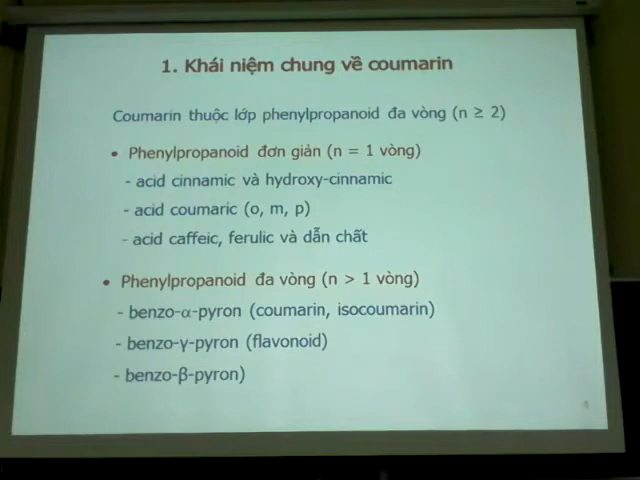 1. Khái niệm chung về coumarin
Coumarin thuộc lớp phenylpropanoid đa vòng (n ≥ 2)
• Phenylpropanoid đơn giản (n = 1 vòng)
- acid cinnamic và hydroxy-cinnamic
- acid coumaric (o, m, p)
- acid caffeic, ferulic và dẫn chất
• Phenylpropanoid đa vòng (n > 1 vòng)
- benzo-α-pyron (coumarin, isocoumarin)
- benzo-γ-pyron (flavonoid)
- benzo-β-pyron)